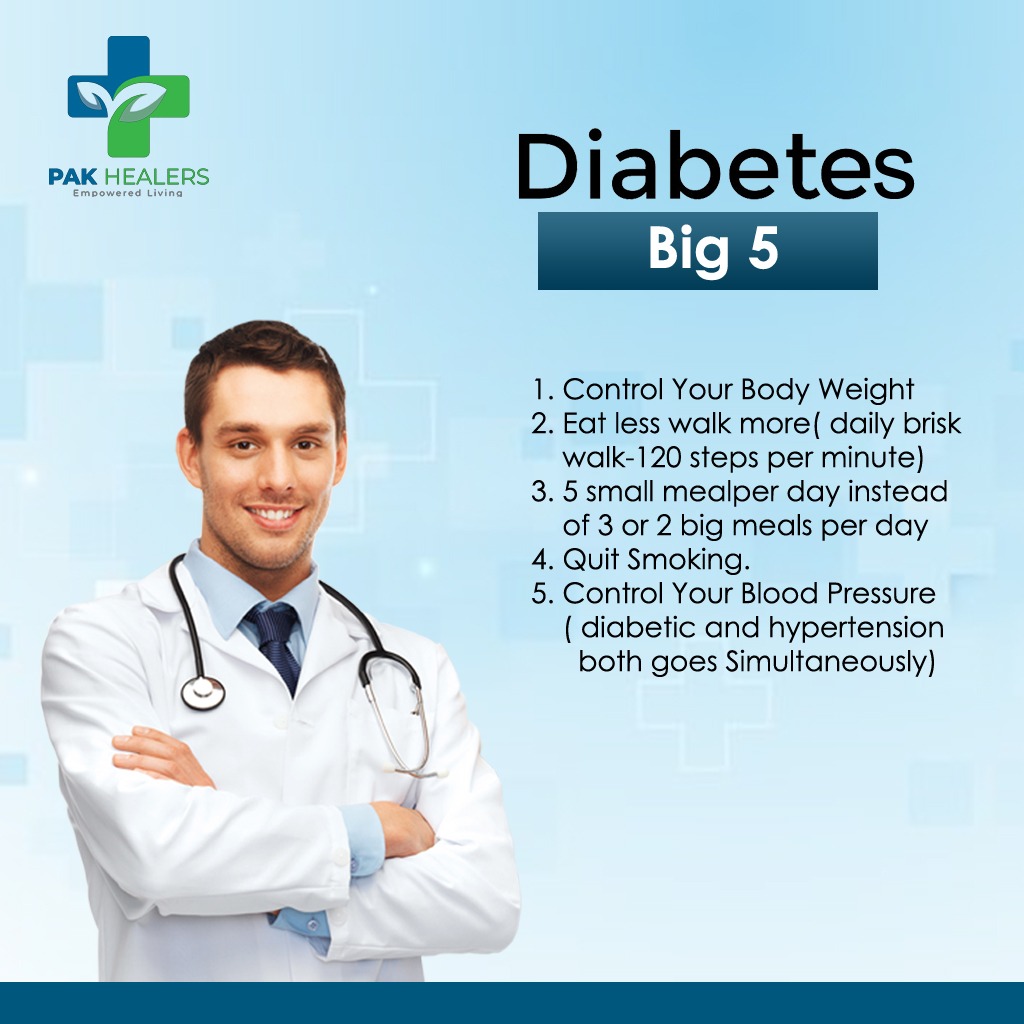 PAK HEALERS
Empowered Living
Diabetes
Big 5
1. Control Your Body Weight
2. Eat less walk more( daily brisk
walk-120 steps per minute)
3. 5 small mealper day instead
of 3 or 2 big meals per day
4. Quit Smoking.
5. Control Your Blood Pressure
( diabetic and hypertension
both goes Simultaneously)